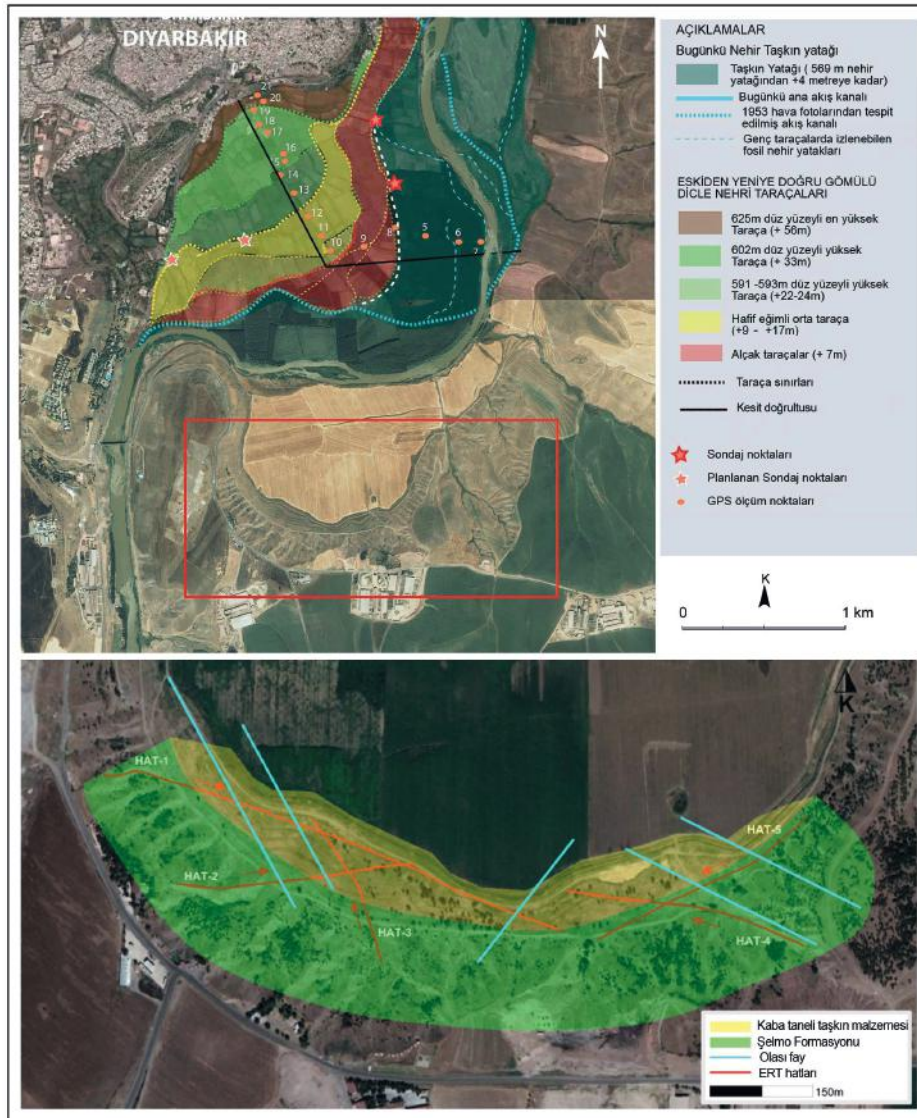 DIYARBAKIR
N
21
20
19
18
17
16
15
14
13
12
11
10
9
8
5
6
7
AÇIKLAMALAR
Bugünkü Nehir Taşkın yatağı
Taşkın Yatağı ( 569 m nehir
yatağından +4 metreye kadar)
Bugünkü ana akış kanalı
1953 hava fotolarından tespit
edilmiş akış kanalı
Genç taraçalarda izlenebilen
fosil nehir yatakları
ESKİDEN YENİYE DOĞRU GÖMÜLÜ
DİCLE NEHRİ TARAÇALARI
625m düz yüzeyli en yüksek
Taraça (+ 56m)
602m düz yüzeyli yüksek
Taraça (+ 33m)
591 -593m düz yüzeyli yüksek
Taraça (+22-24m)
Hafif eğimli orta taraça
(+9 - +17m)
Alçak taraçalar (+ 7m)
Taraça sınırları
Kesit doğrultusu
Sondaj noktaları
Planlanan Sondaj noktaları
GPS ölçüm noktaları
K
0 1 km
K
HAT-1
HAT-2
HAT-3
HAT-4
HAT-5
Kaba taneli taşkın malzemesi
Şelmo Formasyonu
Olası fay
ERT hatları
150m